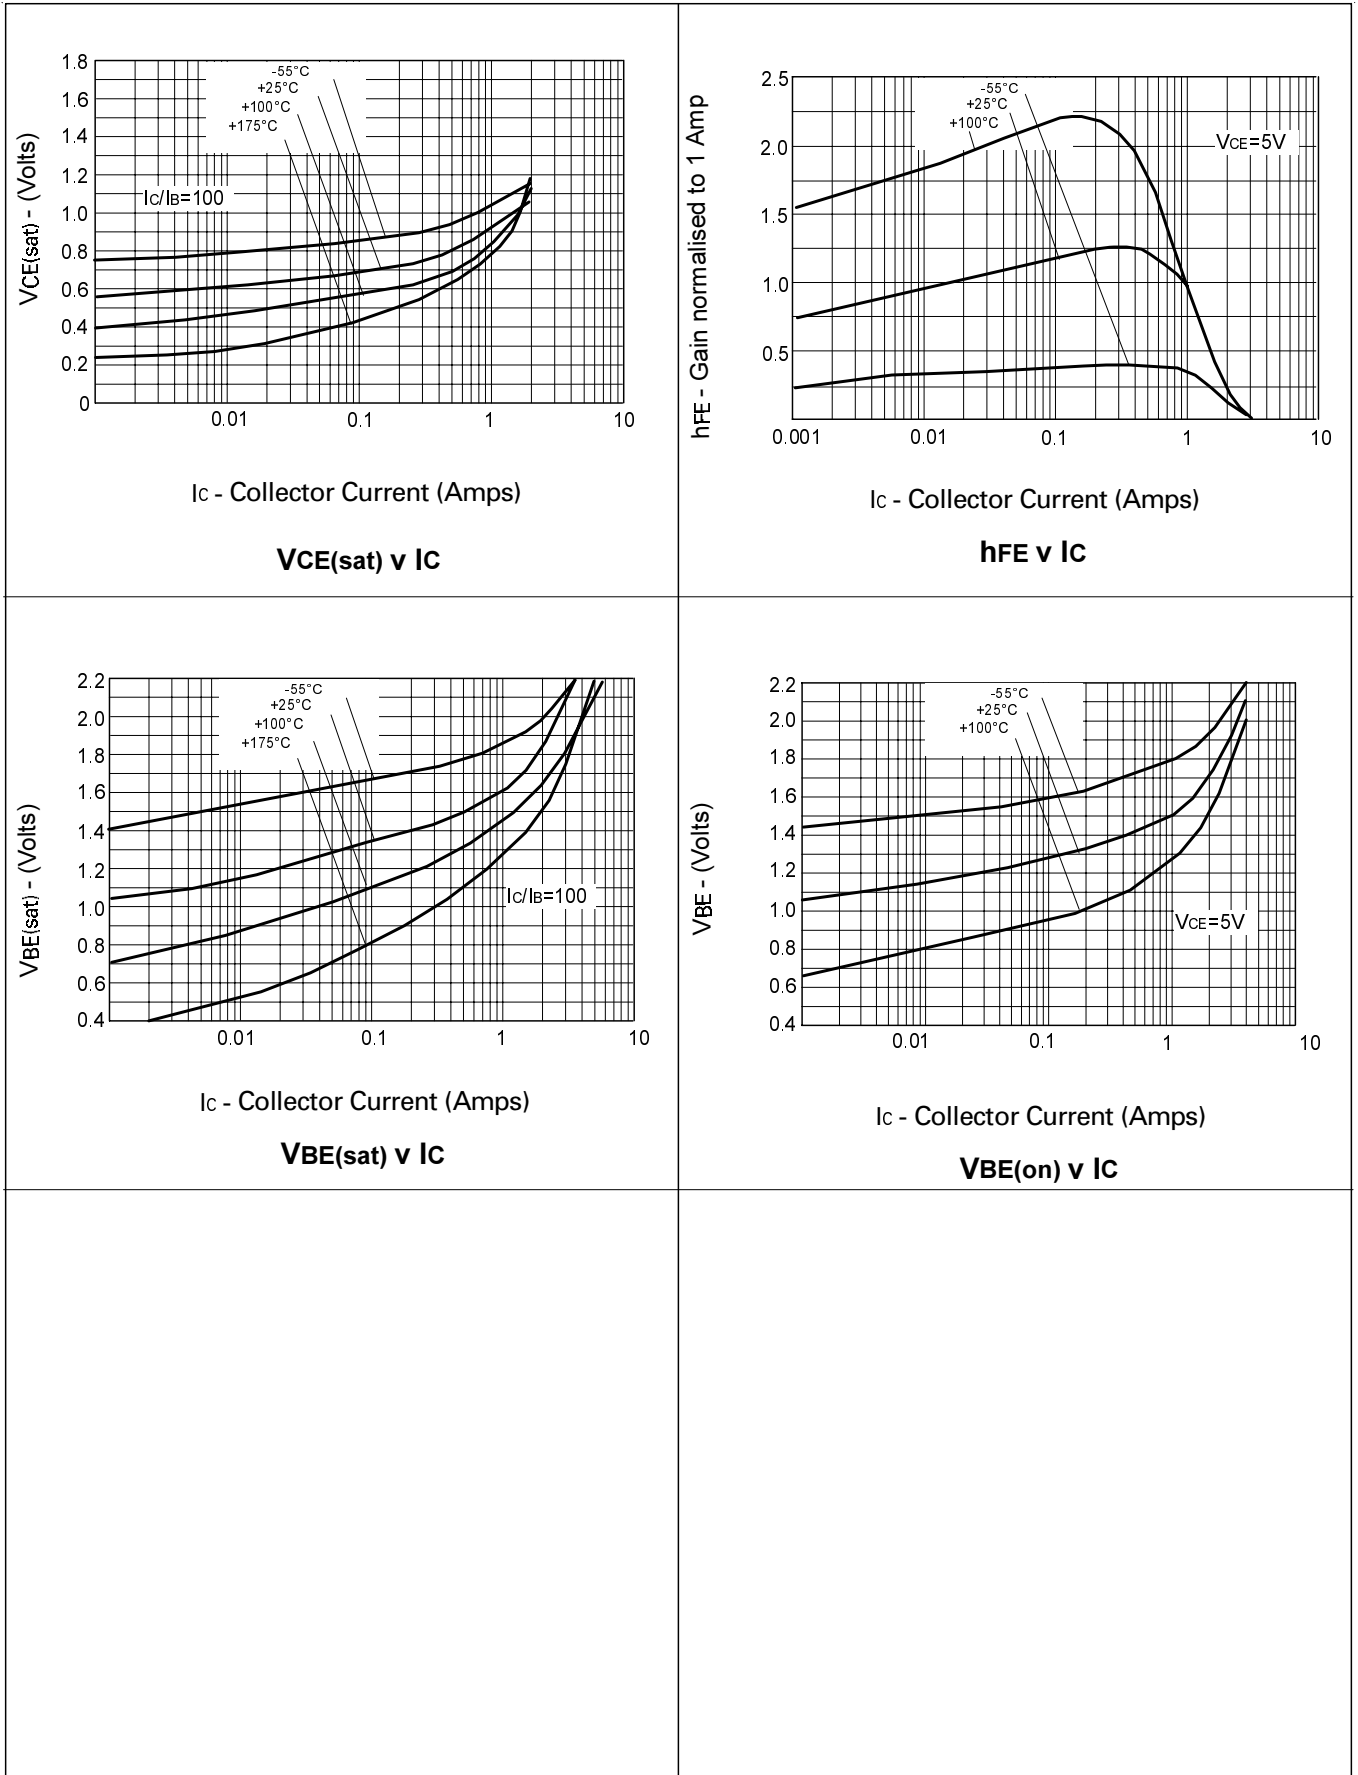 1.8
1.6
1.4
1.2
1.0
0.8
0.6
0.4
0.2
0
-55°C
+25°C
+100°C
+175°C
IC/IB=100
0.01 0.1 1 10
VCE(sat) - (Volts)
IC - Collector Current (Amps)
VCE(sat) v IC
2.5
2.0
1.5
1.0
0.5
-55°C
+25°C
+100°C
VCE=5V
0.001 0.01 0.1 1 10
hFE - Gain normalised to 1 Amp
IC - Collector Current (Amps)
hFE v IC
2.2
2.0
1.8
1.6
1.4
1.2
1.0
0.8
0.6
0.4
-55°C
+25°C
+100°C
+175°C
IC/IB=100
0.01 0.1 1 10
VBE(sat) - (Volts)
IC - Collector Current (Amps)
VBE(sat) v IC
2.2
2.0
1.8
1.6
1.4
1.2
1.0
0.8
0.6
0.4
-55°C
+25°C
+100°C
VCE=5V
0.01 0.1 1 10
VBE - (Volts)
IC - Collector Current (Amps)
VBE(on) v IC